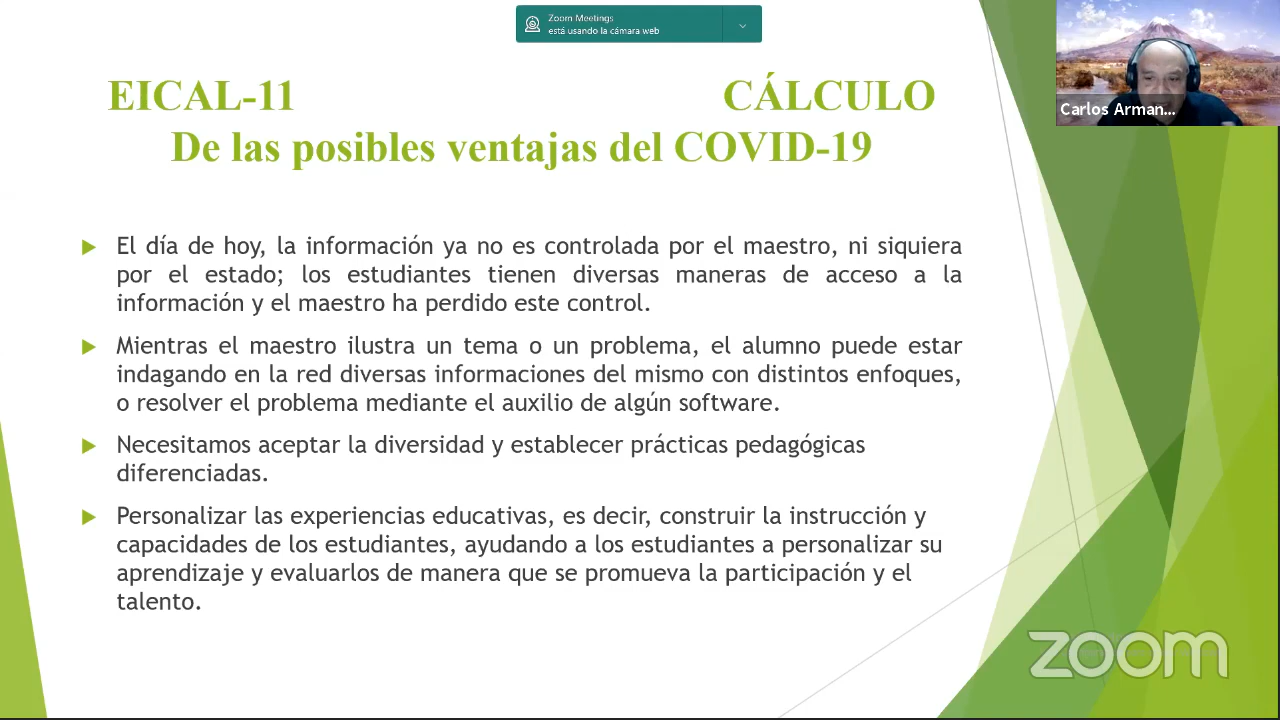 Zoom Meetings
está usando la cámara web
Carlos Arman...
EICAL-11 CÁLCULO
De las posibles ventajas del COVID-19
El día de hoy, la información ya no es controlada por el maestro, ni siquiera
por el estado; los estudiantes tienen diversas maneras de acceso a la
información y el maestro ha perdido este control.
Mientras el maestro ilustra un tema o un problema, el alumno puede estar
indagando en la red diversas informaciones del mismo con distintos enfoques,
o resolver el problema mediante el auxilio de algún software.
Necesitamos aceptar la diversidad y establecer prácticas pedagógicas
diferenciadas.
Personalizar las experiencias educativas, es decir, construir la instrucción y
capacidades de los estudiantes, ayudando a los estudiantes a personalizar su
aprendizaje y evaluarlos de manera que se promueva la participación y el
talento.
zoom